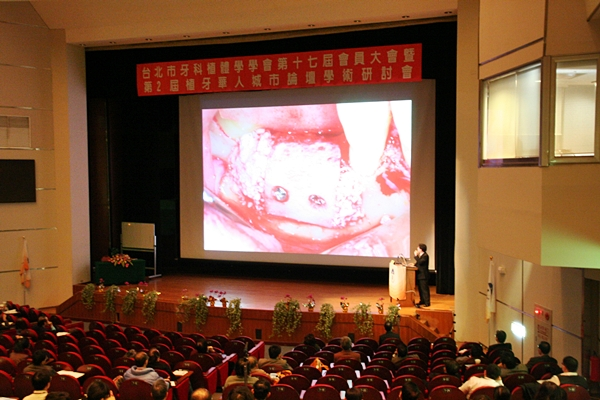 台北市牙科植體學學會第十七屆會員大會暨
第2屆植牙華人城市論壇學術研討會